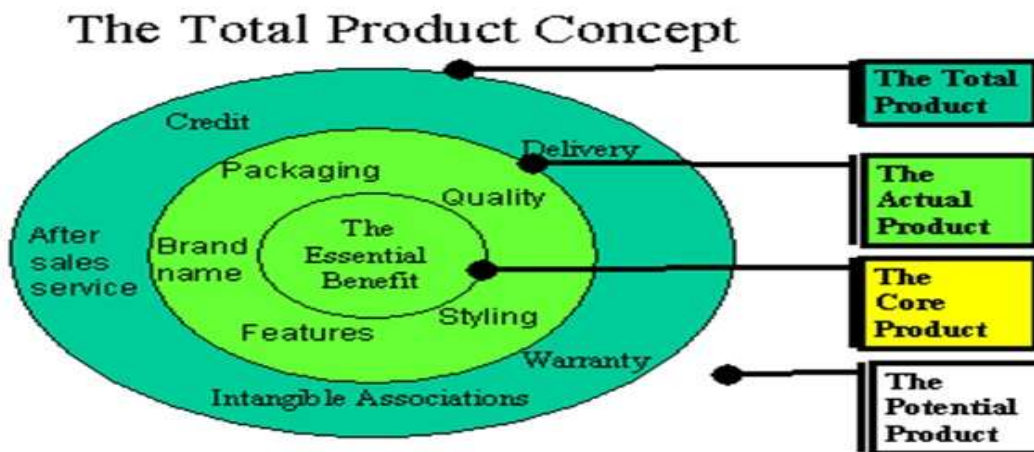 The Total Product Concept
Credit
Delivery
Packaging
Quality
After
sales
service
Brand
name
The
Essential
Benefit
Features
Styling
Warranty
Intangible Associations
The Total
Product
The
Actual
Product
The
Core
Product
The
Potential
Product